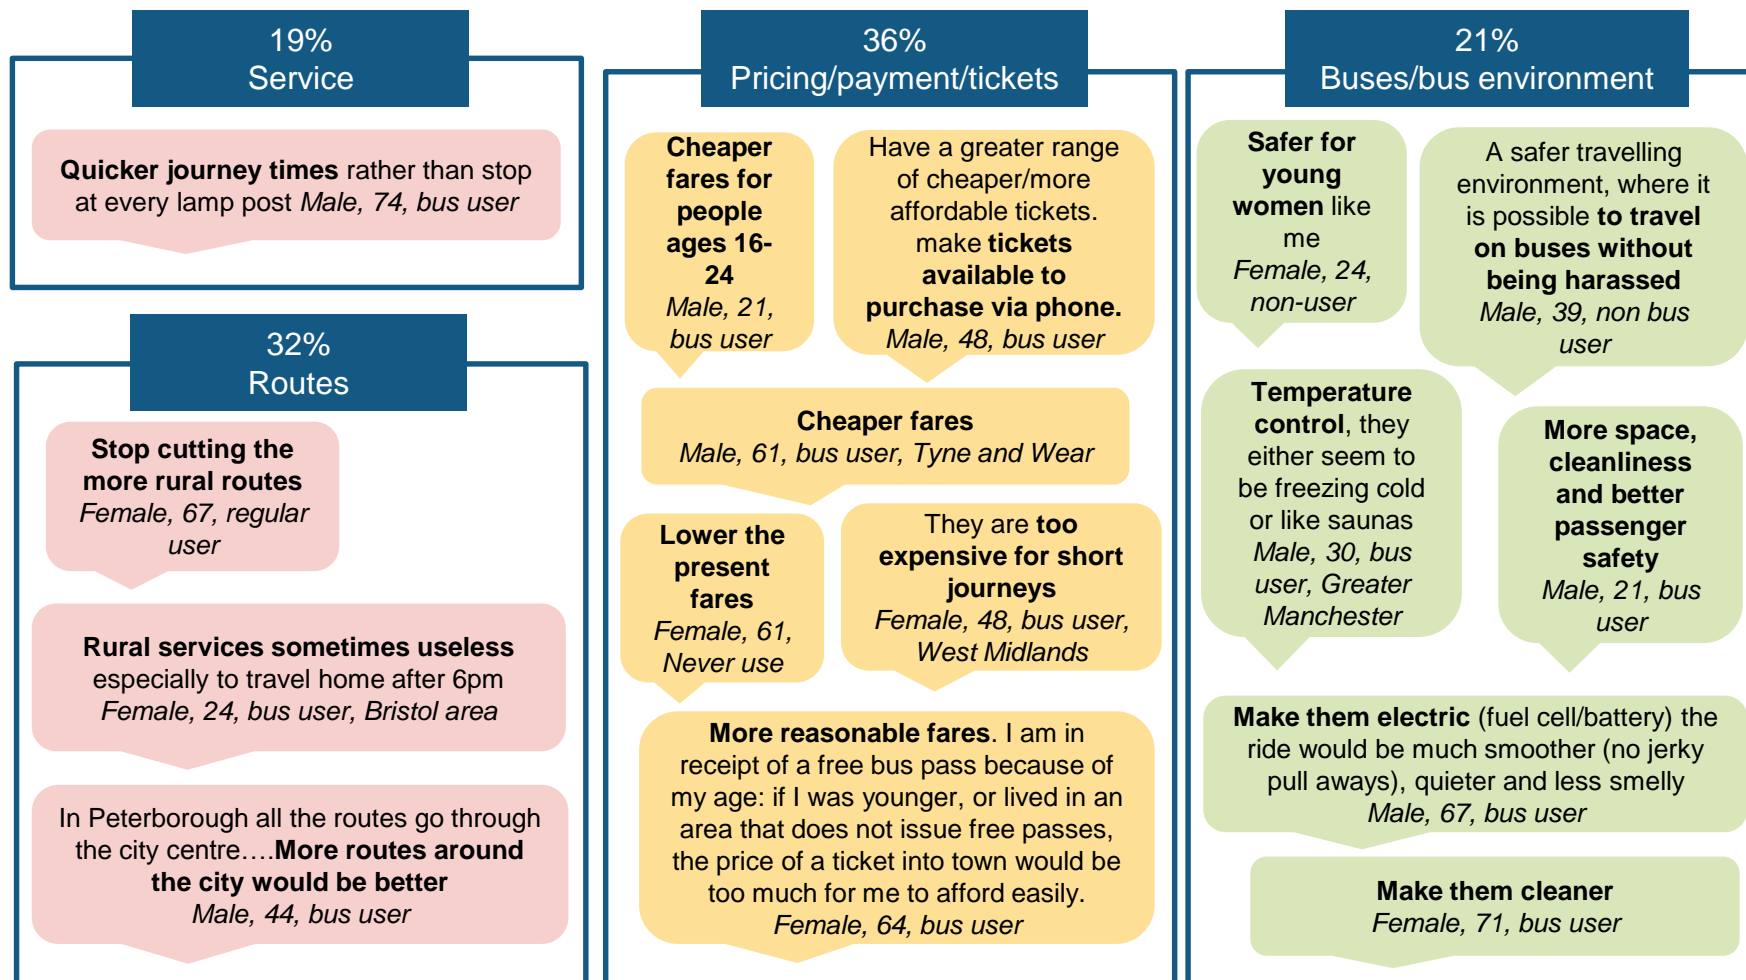 19%
Service
Quicker journey times rather than stop
at every lamp post Male, 74, bus user
32%
Routes
Stop cutting the
more rural routes
Female, 67, regular
user
Rural services sometimes useless
especially to travel home after 6pm
Female, 24, bus user, Bristol area
In Peterborough all the routes go through
the city centre….More routes around
the city would be better
Male, 44, bus user
36%
Pricing/payment/tickets
Cheaper
fares for
people
ages 16-
24
Male, 21,
bus user
Have a greater range
of cheaper/more
affordable tickets.
make tickets
available to
purchase via phone.
Male, 48, bus user
Cheaper fares
Male, 61, bus user, Tyne and Wear
Lower the
present
fares
Female, 61,
Never use
They are too
expensive for short
journeys
Female, 48, bus user,
West Midlands
More reasonable fares. I am in
receipt of a free bus pass because of
my age: if I was younger, or lived in an
area that does not issue free passes,
the price of a ticket into town would be
too much for me to afford easily.
Female, 64, bus user
21%
Buses/bus environment
Safer for
young
women like
me
Female, 24,
non-user
A safer travelling
environment, where it
is possible to travel
on buses without
being harassed
Male, 39, non bus
user
Temperature
control, they
either seem to
be freezing cold
or like saunas
Male, 30, bus
user, Greater
Manchester
More space,
cleanliness
and better
passenger
safety
Male, 21, bus
user
Make them electric (fuel cell/battery) the
ride would be much smoother (no jerky
pull aways), quieter and less smelly
Male, 67, bus user
Make them cleaner
Female, 71, bus user